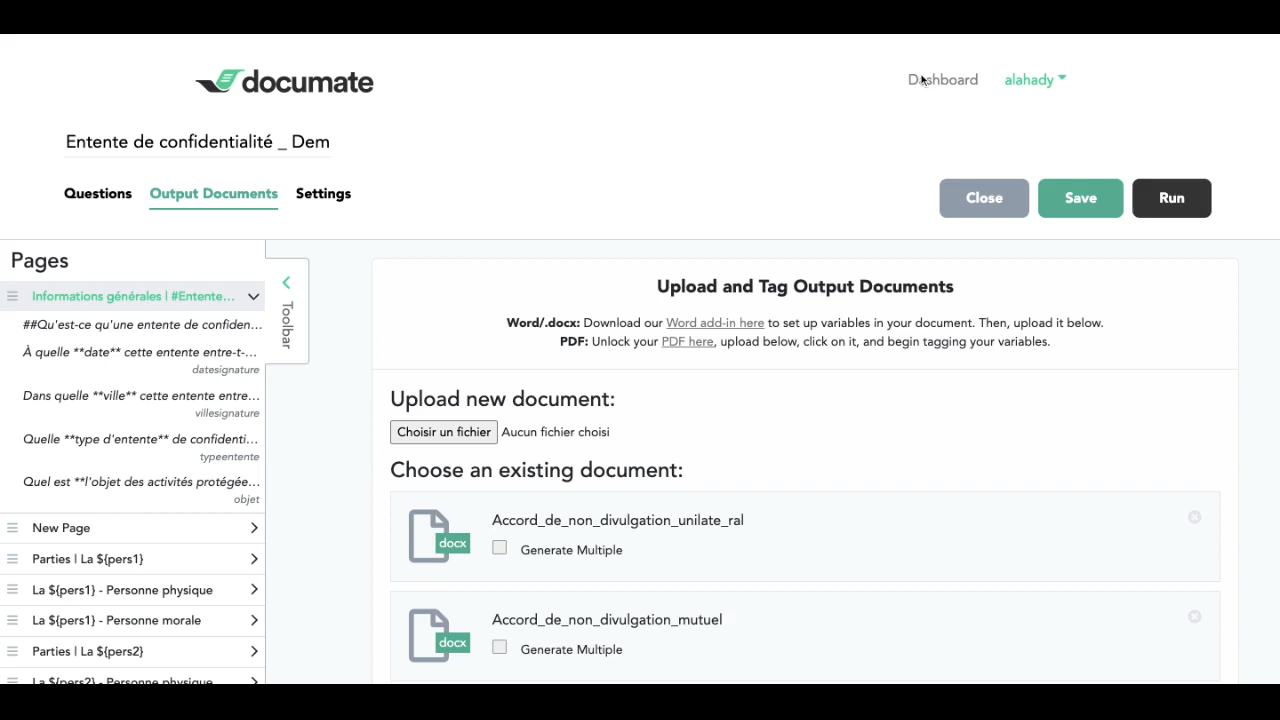 documate
Dashboard
alahady
Entente de confidentialité _ Dem
Questions
Output Documents
Settings
Close
Save
Run
Pages
Informations générales | #Entente...
##Qu'est-ce qu'une entente de confiden...
À quelle **date** cette entente entre-t-...
datesignature
Dans quelle **ville** cette entente entre...
villesignature
Quelle **type d'entente** de confidenti...
typeentente
Quel est **l'objet des activités protégée...
objet
New Page
Parties | La ${pers1}
La ${pers1} - Personne physique
La ${pers1} - Personne morale
Parties | La ${pers2}
La ${pers2} - Personne physique
Toolbar
Upload and Tag Output Documents
Word/.docx: Download our Word add-in here to set up variables in your document. Then, upload it below.
PDF: Unlock your PDF here, upload below, click on it, and begin tagging your variables.
Upload new document:
Choisir un fichier Aucun fichier choisi
Choose an existing document:
docx
Accord_de_non_divulgation_unilate_ral
Generate Multiple
docx
Accord_de_non_divulgation_mutuel
Generate Multiple